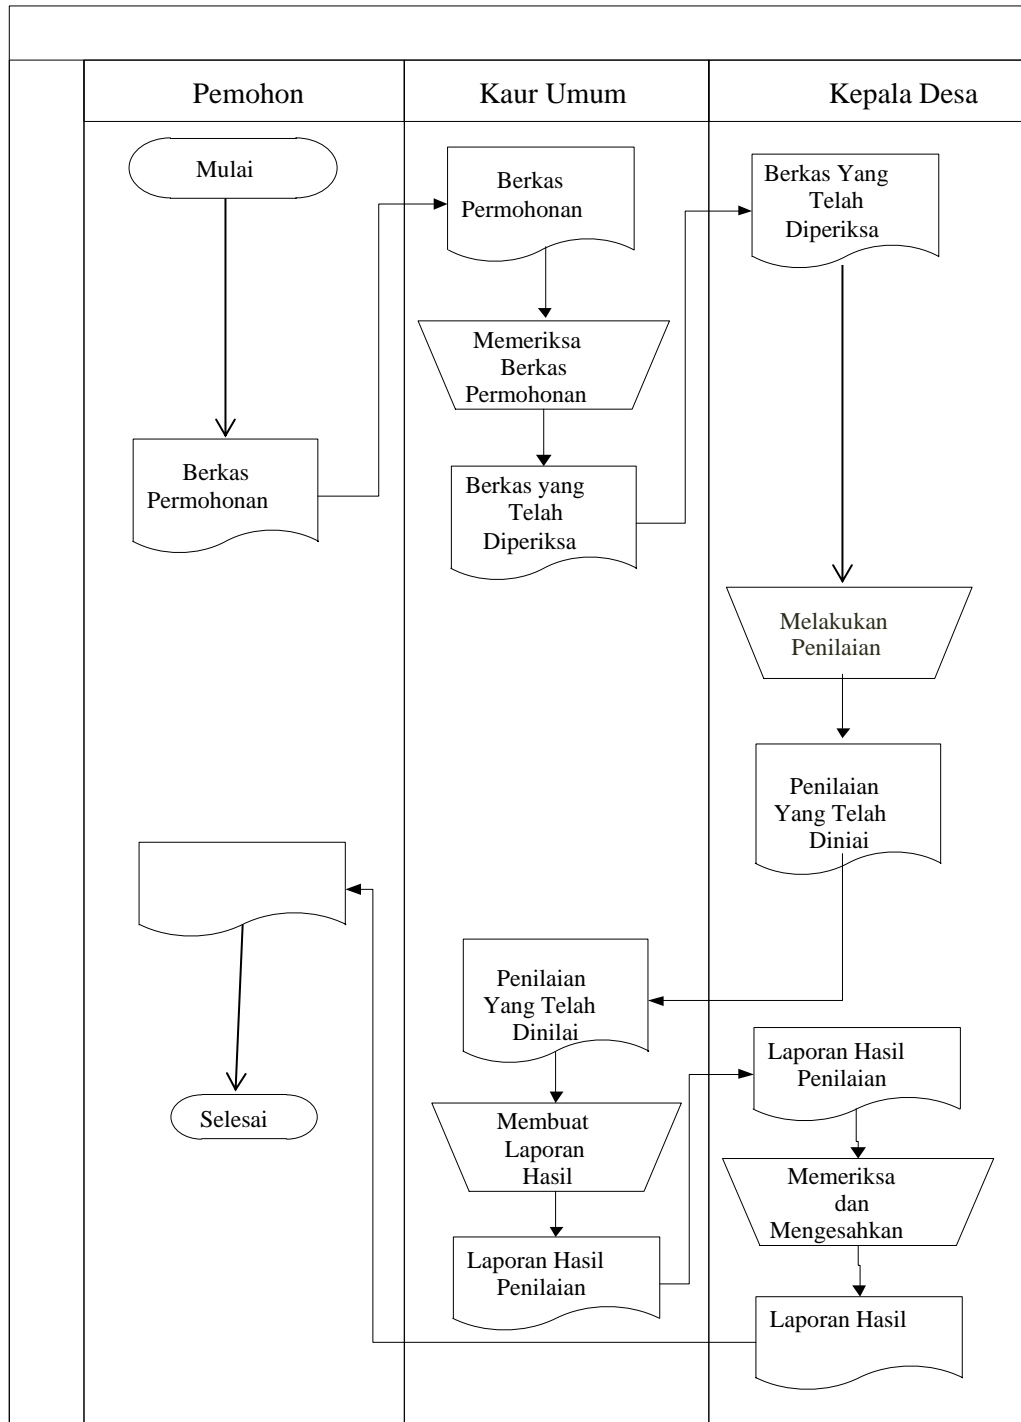 Pemohon
Kaur Umum
Kepala Desa
Mulai
Berkas
Permohonan
Berkas
Permohonan
Memeriksa
Berkas
Permohonan
Berkas yang
Telah
Diperiksa
Berkas Yang
Telah
Diperiksa
Melakukan
Penilaian
Penilaian
Yang Telah
Diniai
Penilaian
Yang Telah
Dinilai
Membuat
Laporan
Hasil
Laporan Hasil
Penilaian
Laporan Hasil
Penilaian
Memeriksa
dan
Mengesahkan
Laporan Hasil
Selesai